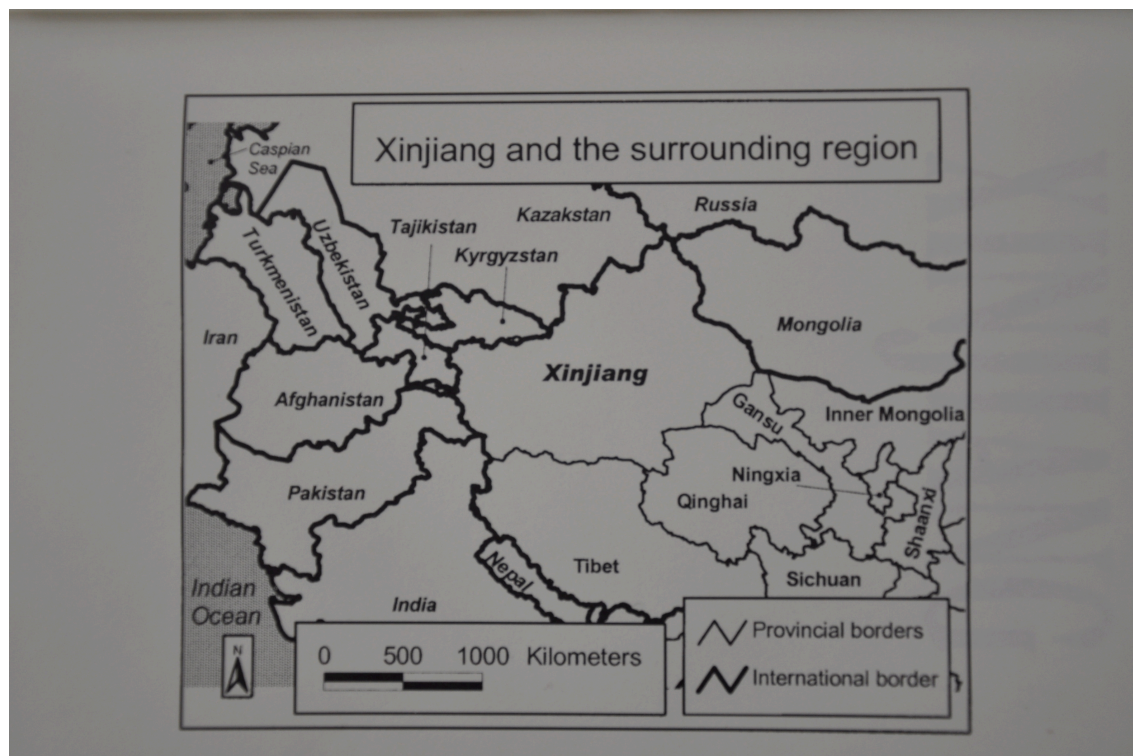 Xinjiang and the surrounding region
Caspian
Sea
Kazakstan
Russia
Tajikistan
Kyrgyzstan
Uzbekistan
Turkmenistan
Iran
Mongolia
Xinjiang
Afghanistan
Gansu
Inner Mongolia
Ningxia
Qinghai
Pakistan
Shaanxi
Tibet
Nepal
Sichuan
Indian
Ocean
India
N
0 500 1000 Kilometers
Provincial borders
International border